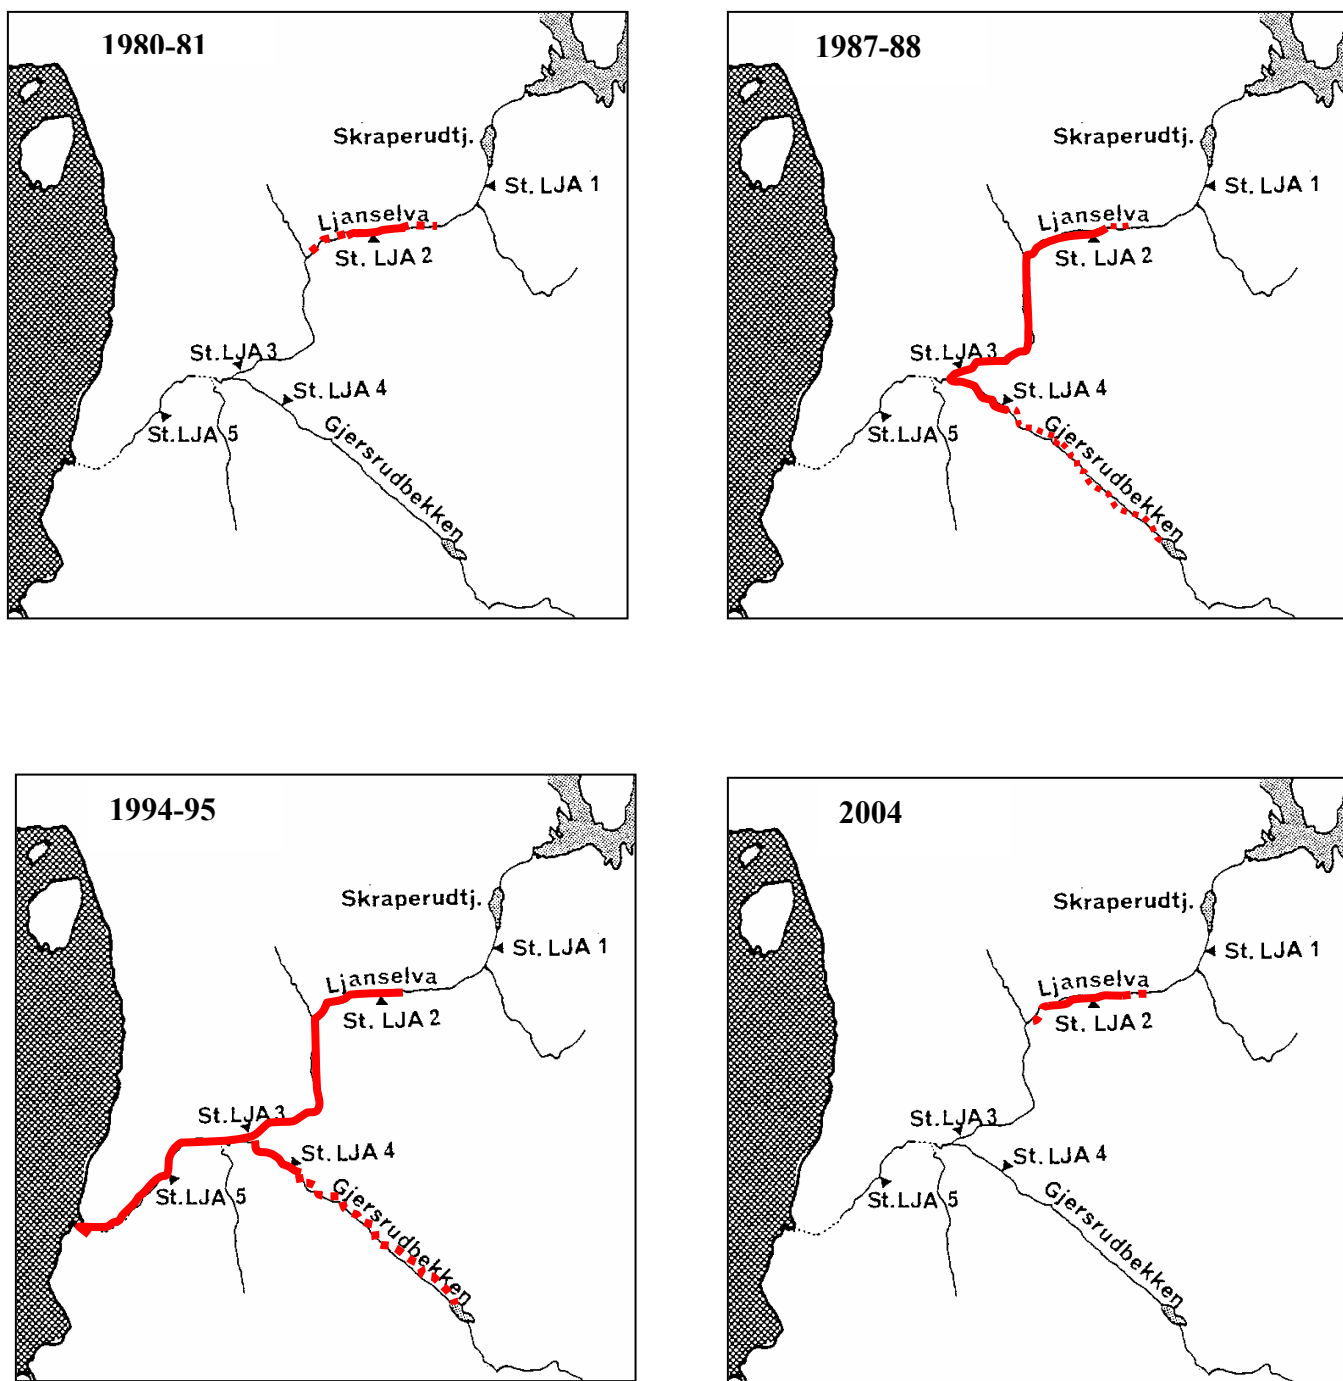 1980-81
Skraperudtj.
St. LJA 1
Ljanselva
St. LJA 2
St. LJA 3
St. LJA 4
St. LJA 5
Gjersrudbekken
1987-88
Skraperudtj.
St. LJA 1
Ljanselva
St. LJA 2
St. LJA 3
St. LJA 4
St. LJA 5
Gjersrudbekken
1994-95
Skraperudtj.
St. LJA 1
Ljanselva
St. LJA 2
St. LJA 3
St. LJA 4
St. LJA 5
Gjersrudbekken
2004
Skraperudtj.
St. LJA 1
Ljanselva
St. LJA 2
St. LJA 3
St. LJA 4
St. LJA 5
Gjersrudbekken